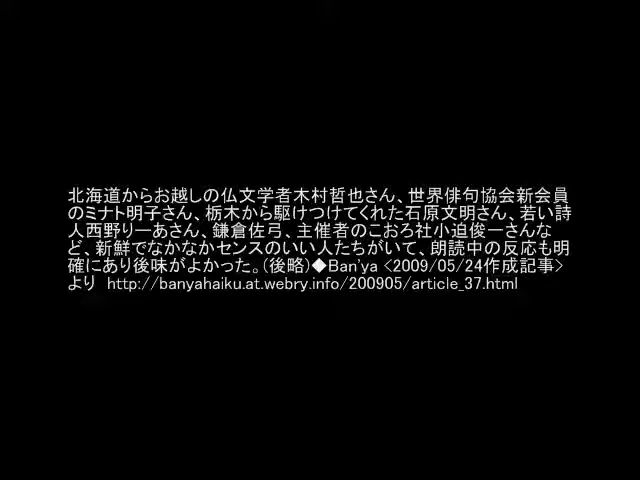 北海道からお越しの仏文学者木村哲也さん、世界俳句協会新会員
のミナト明子さん、栃木から駆けつけてくれた石原文明さん、若い詩
人西野りーあさん、鎌倉佐弓、主催者のこおろ社小迫俊一さんな
ど、新鮮でなかなかセンスのいい人たちがいて、朗読中の反応も明
確にあり後味がよかった。(後略)◆Ban'ya <2009/05/24作成記事>
より http://banyahaiku.at.webry.info/200905/article_37.html